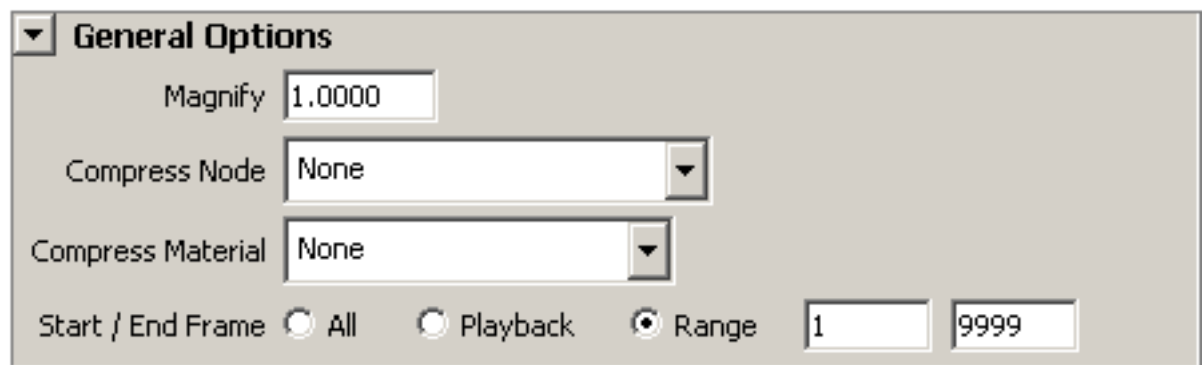 General Options
Magnify 1.0000
Compress Node None
Compress Material None
Start / End Frame All Playback Range 1 9999